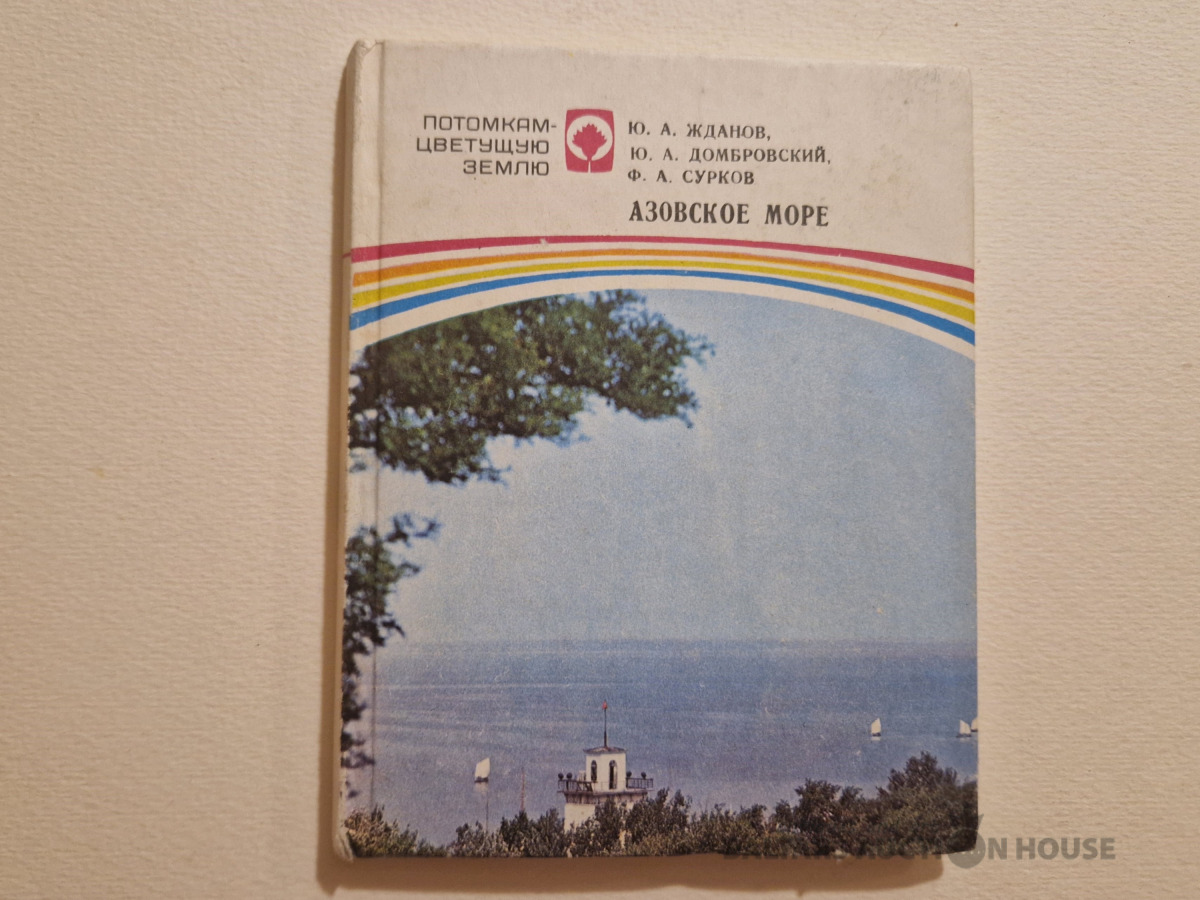 ПОТОМКАМ-
ЦВЕТУЩУЮ
ЗЕМЛЮ
Ю. А. ЖДАНОВ,
Ю. А. ДОМБРОВСКИЙ,
Ф. А. СУРКОВ
АЗОВСКОЕ МОРЕ
HOUSE